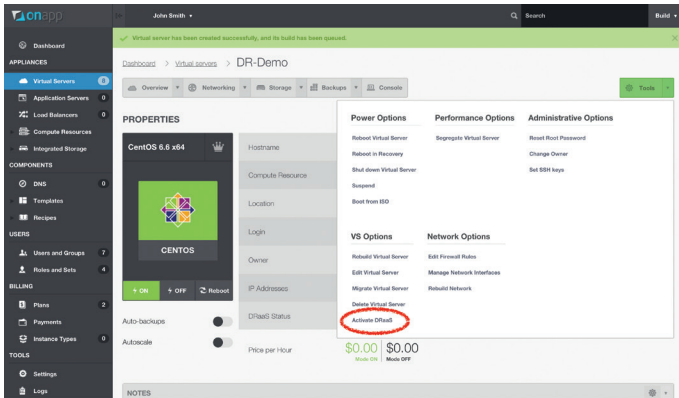 onapp
John Smith
Search
Build
Virtual server has been created successfully, and its build has been queued.
Dashboard
APPLIANCES
Virtual Servers 8
Application Servers 0
Load Balancers 0
Compute Resources
Integrated Storage
COMPONENTS
DNS 0
Templates
Recipes
USERS
Users and Groups 7
Roles and Sets 4
BILLING
Plans 2
Payments
Instance Types 0
TOOLS
Settings
Logs
Dashboard > Virtual servers > DR-Demo
Overview
Networking
Storage
Backups
Console
Tools
PROPERTIES
CentOS 6.6 x64
CENTOS
ON
OFF
Reboot
Auto-backups
Autoscale
Hostname
Compute Resource
Location
Login
Owner
IP Addresses
DRaaS Status
Price per Hour
$0.00 $0.00
Mode ON Mode OFF
Power Options
Reboot Virtual Server
Reboot in Recovery
Shut down Virtual Server
Suspend
Boot from ISO
Performance Options
Segregate Virtual Server
Administrative Options
Reset Root Password
Change Owner
Set SSH keys
VS Options
Rebuild Virtual Server
Edit Virtual Server
Migrate Virtual Server
Delete Virtual Server
Activate DRaaS
Network Options
Edit Firewall Rules
Manage Network Interfaces
Rebuild Network
NOTES